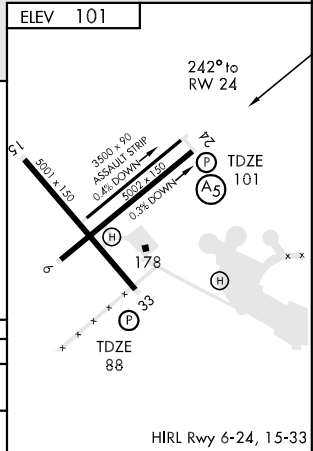 ELEV 101
242° to
RW 24
15
5001 x 150
3500 x 90
ASSAULT STRIP
0.4% DOWN
5002 x 150
0.3% DOWN
24
P
TDZE
101
A5
H
6
178
H
33
P
TDZE
88
x x
x x x x x
HIRL Rwy 6-24, 15-33